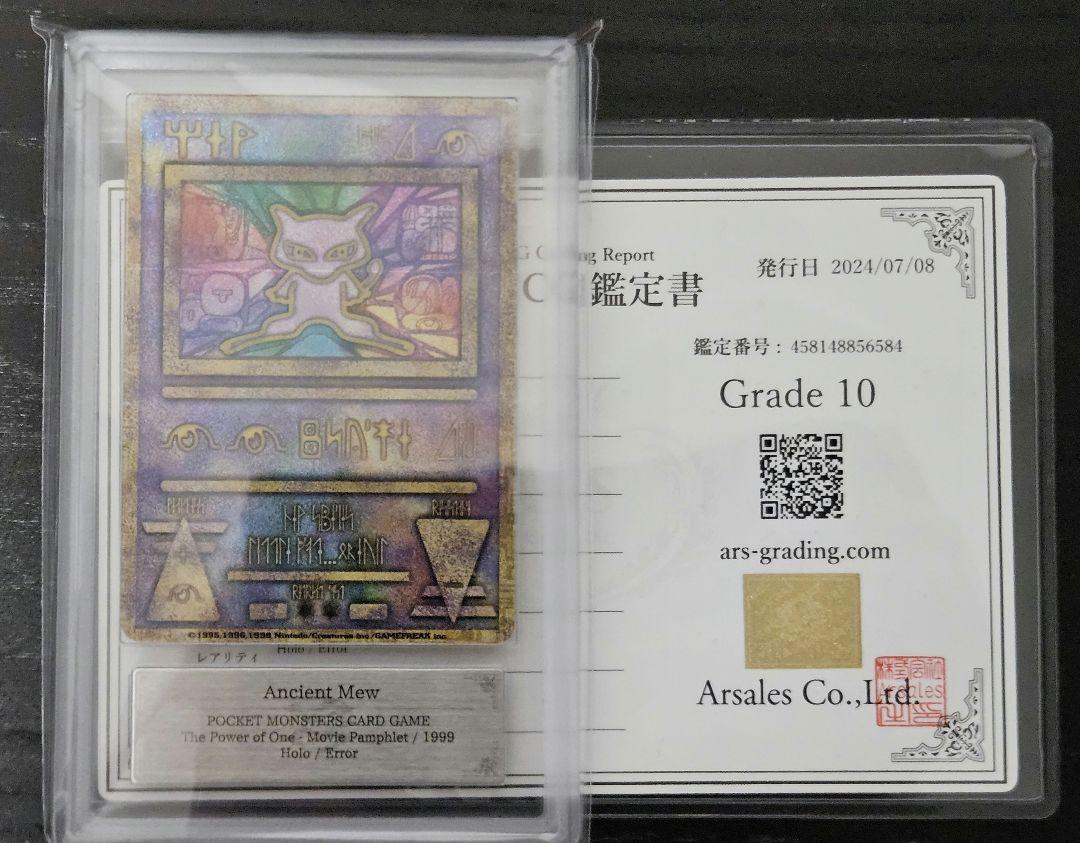 ©1995,1996,1998 Nintendo/Creatures inc/GAMEFREAK inc.
Holo / Error
レアリティ
Ancient Mew
POCKET MONSTERS CARD GAME
The Power of One - Movie Pamphlet / 1999
Holo / Error
Report
鑑定書
発行日 2024/07/08
鑑定番号 : 458148856584
Grade 10
ars-grading.com
Arsales Co.,Ltd.
Arsales